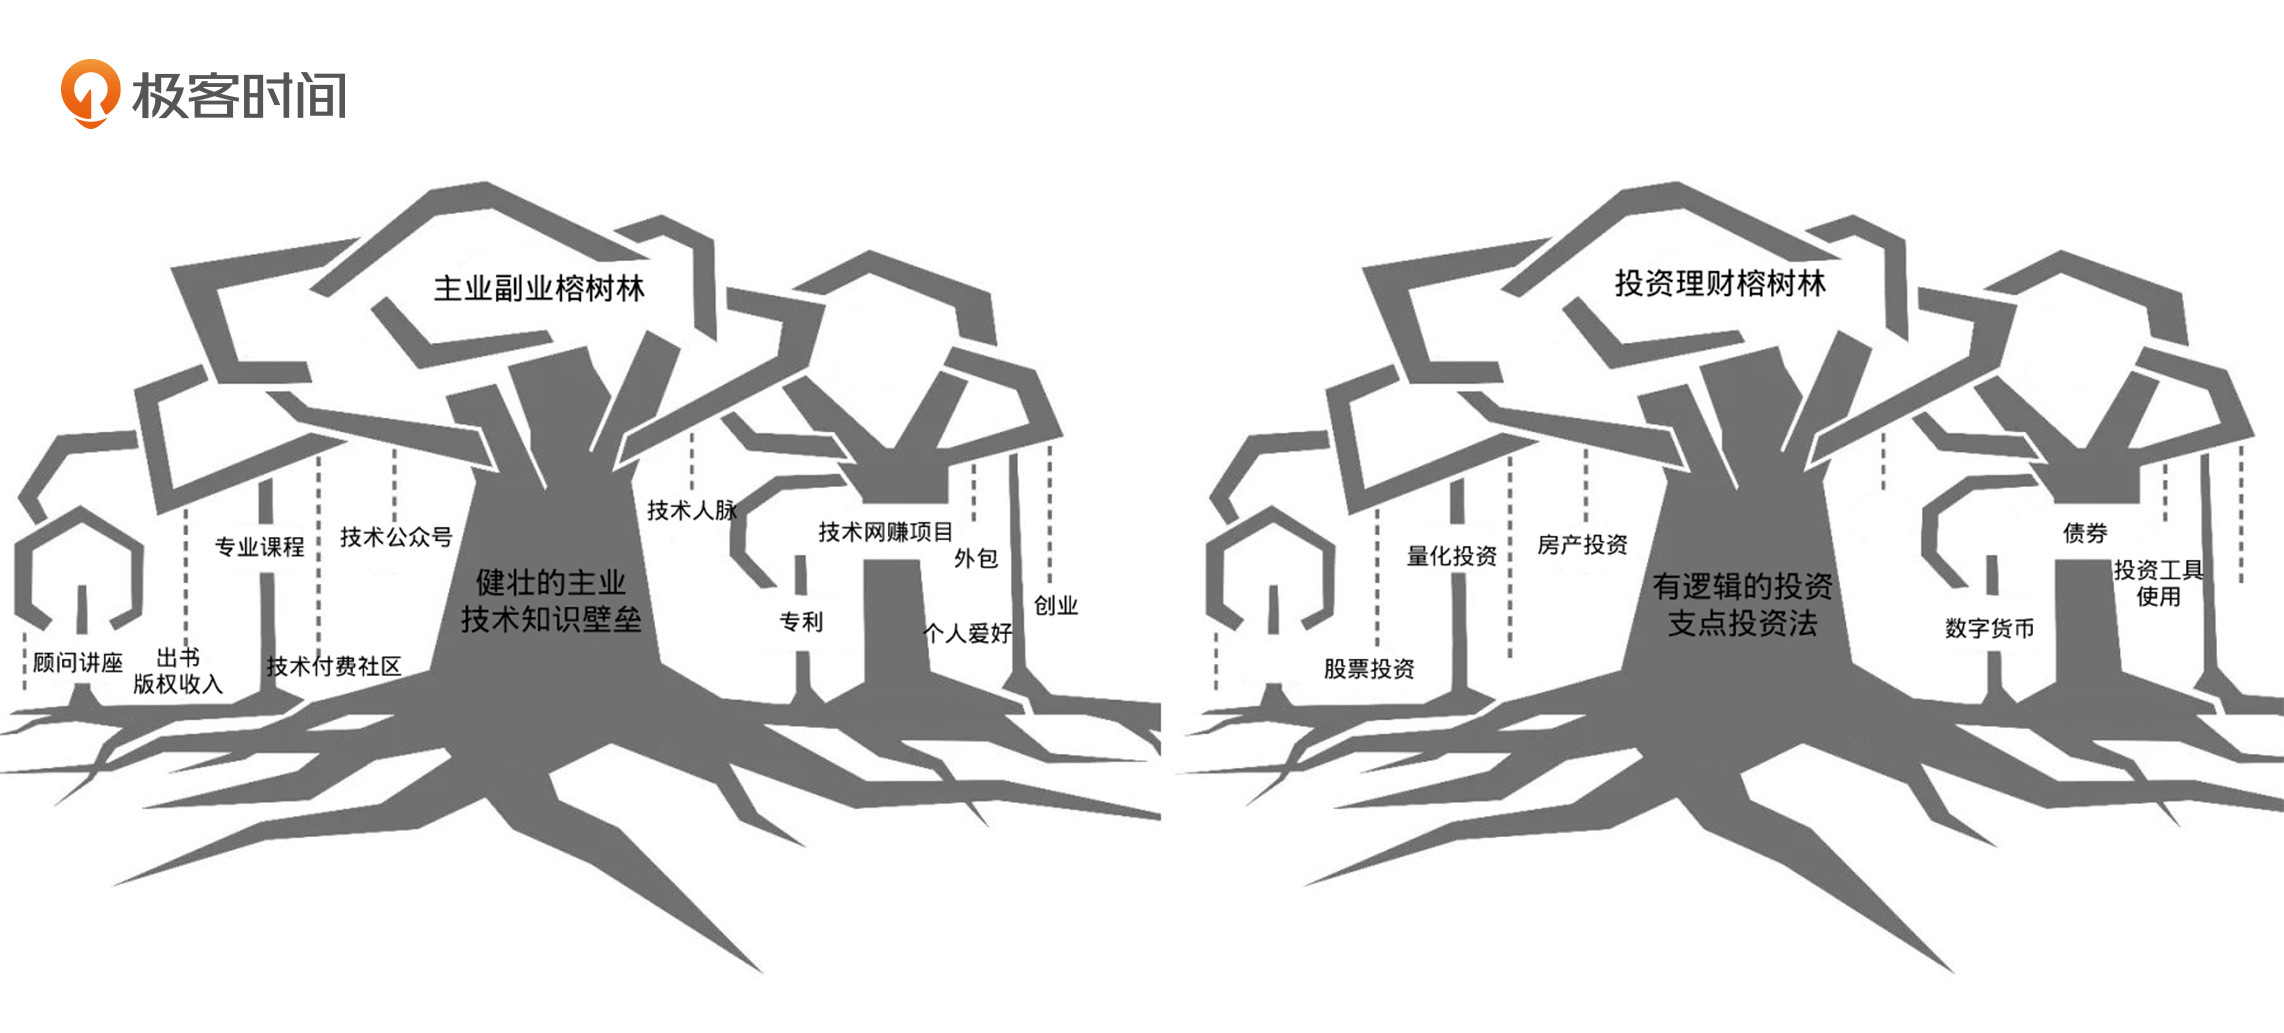 极客时间
主业副业榕树林
技术人脉
技术公众号
专业课程
技术网赚项目
外包
健壮的主业
技术知识壁垒
创业
专利
个人爱好
顾问讲座
出书
版权收入
技术付费社区
投资理财榕树林
债券
房产投资
量化投资
投资工具
使用
有逻辑的投资
支点投资法
数字货币
股票投资